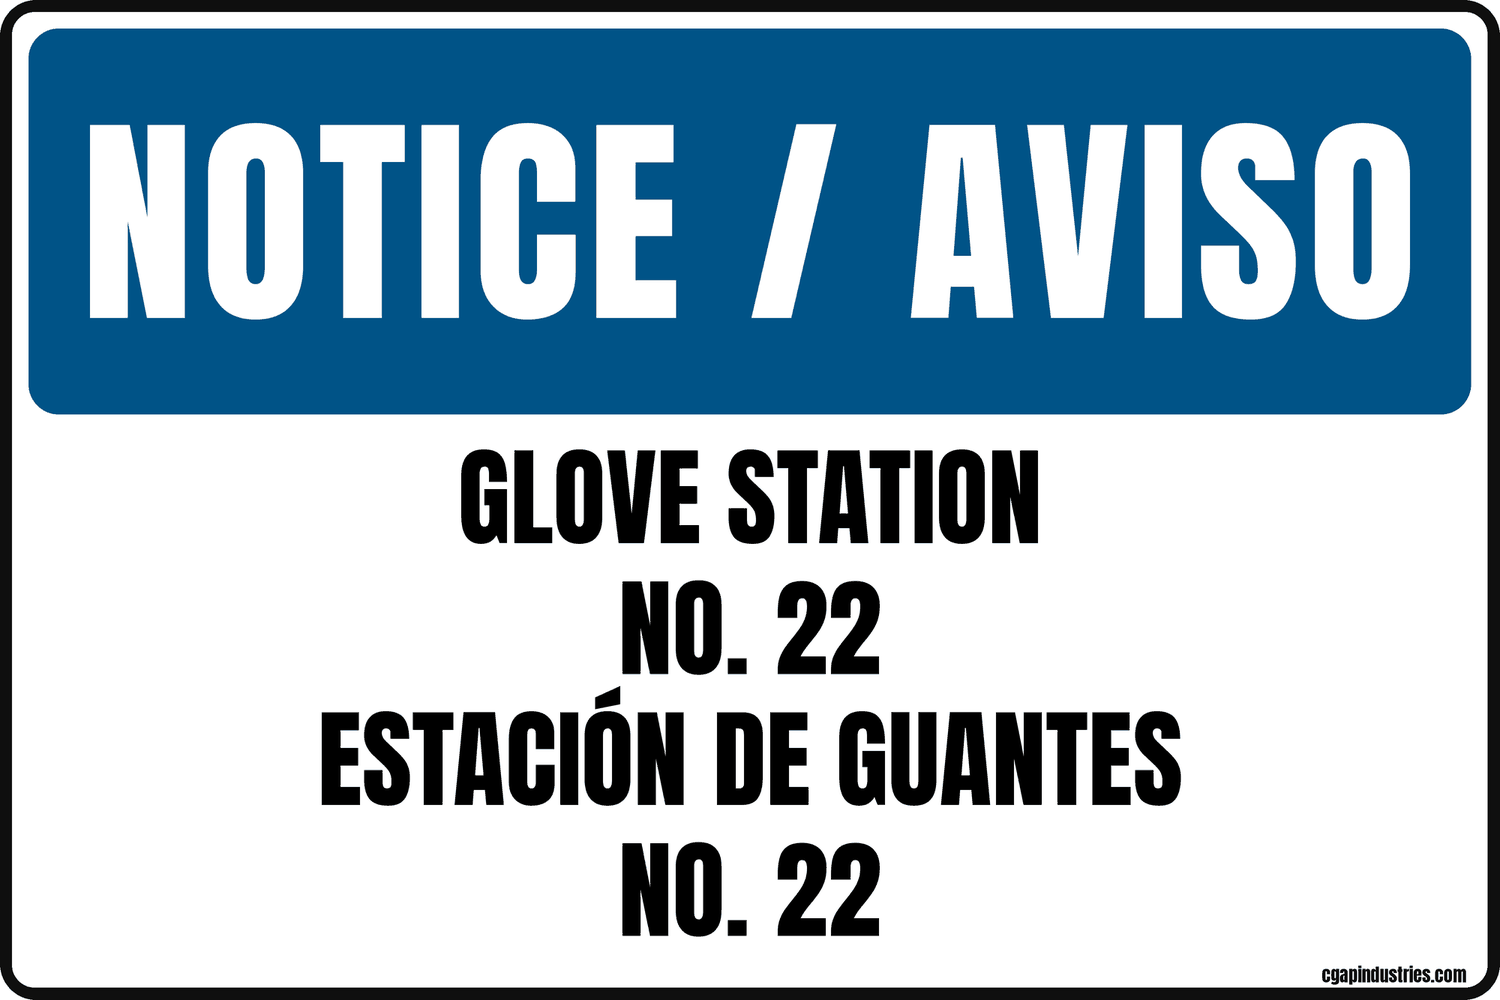 NOTICE / AVISO
GLOVE STATION
NO. 22
ESTACIÓN DE GUANTES
NO. 22
cgapindustries.com